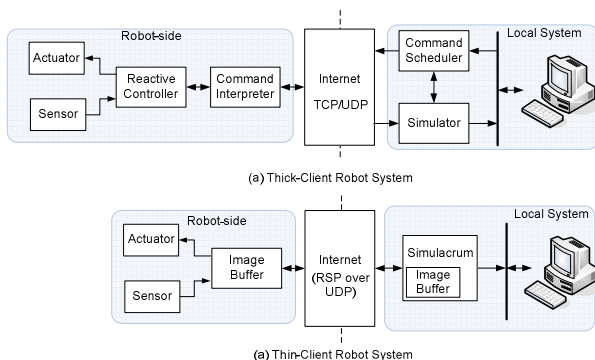 Robot-side
Local System
Actuator
Sensor
Reactive
Controller
Command
Interpreter
Internet
TCP/UDP
Command
Scheduler
Simulator
(a) Thick-Client Robot System
Robot-side
Local System
Actuator
Sensor
Image
Buffer
Internet
(RSP over
UDP)
Simulacrum
Image
Buffer
(a) Thin-Client Robot System